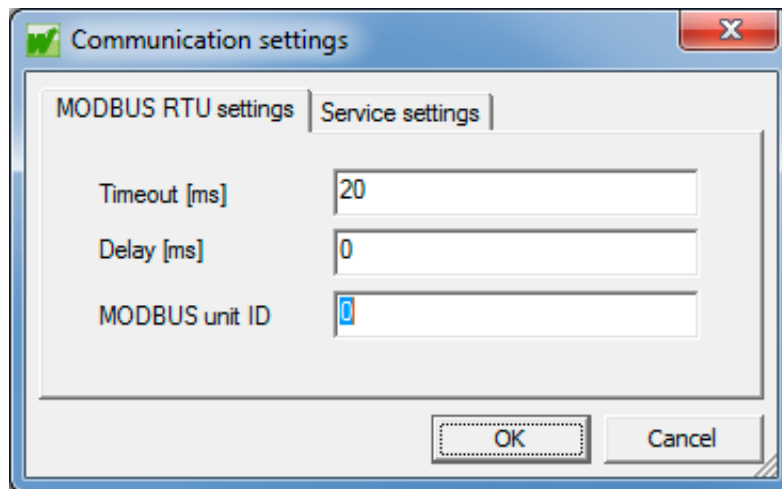 Communication settings
MODBUS RTU settings
Service settings
Timeout [ms]
20
Delay [ms]
0
MODBUS unit ID
0
OK
Cancel